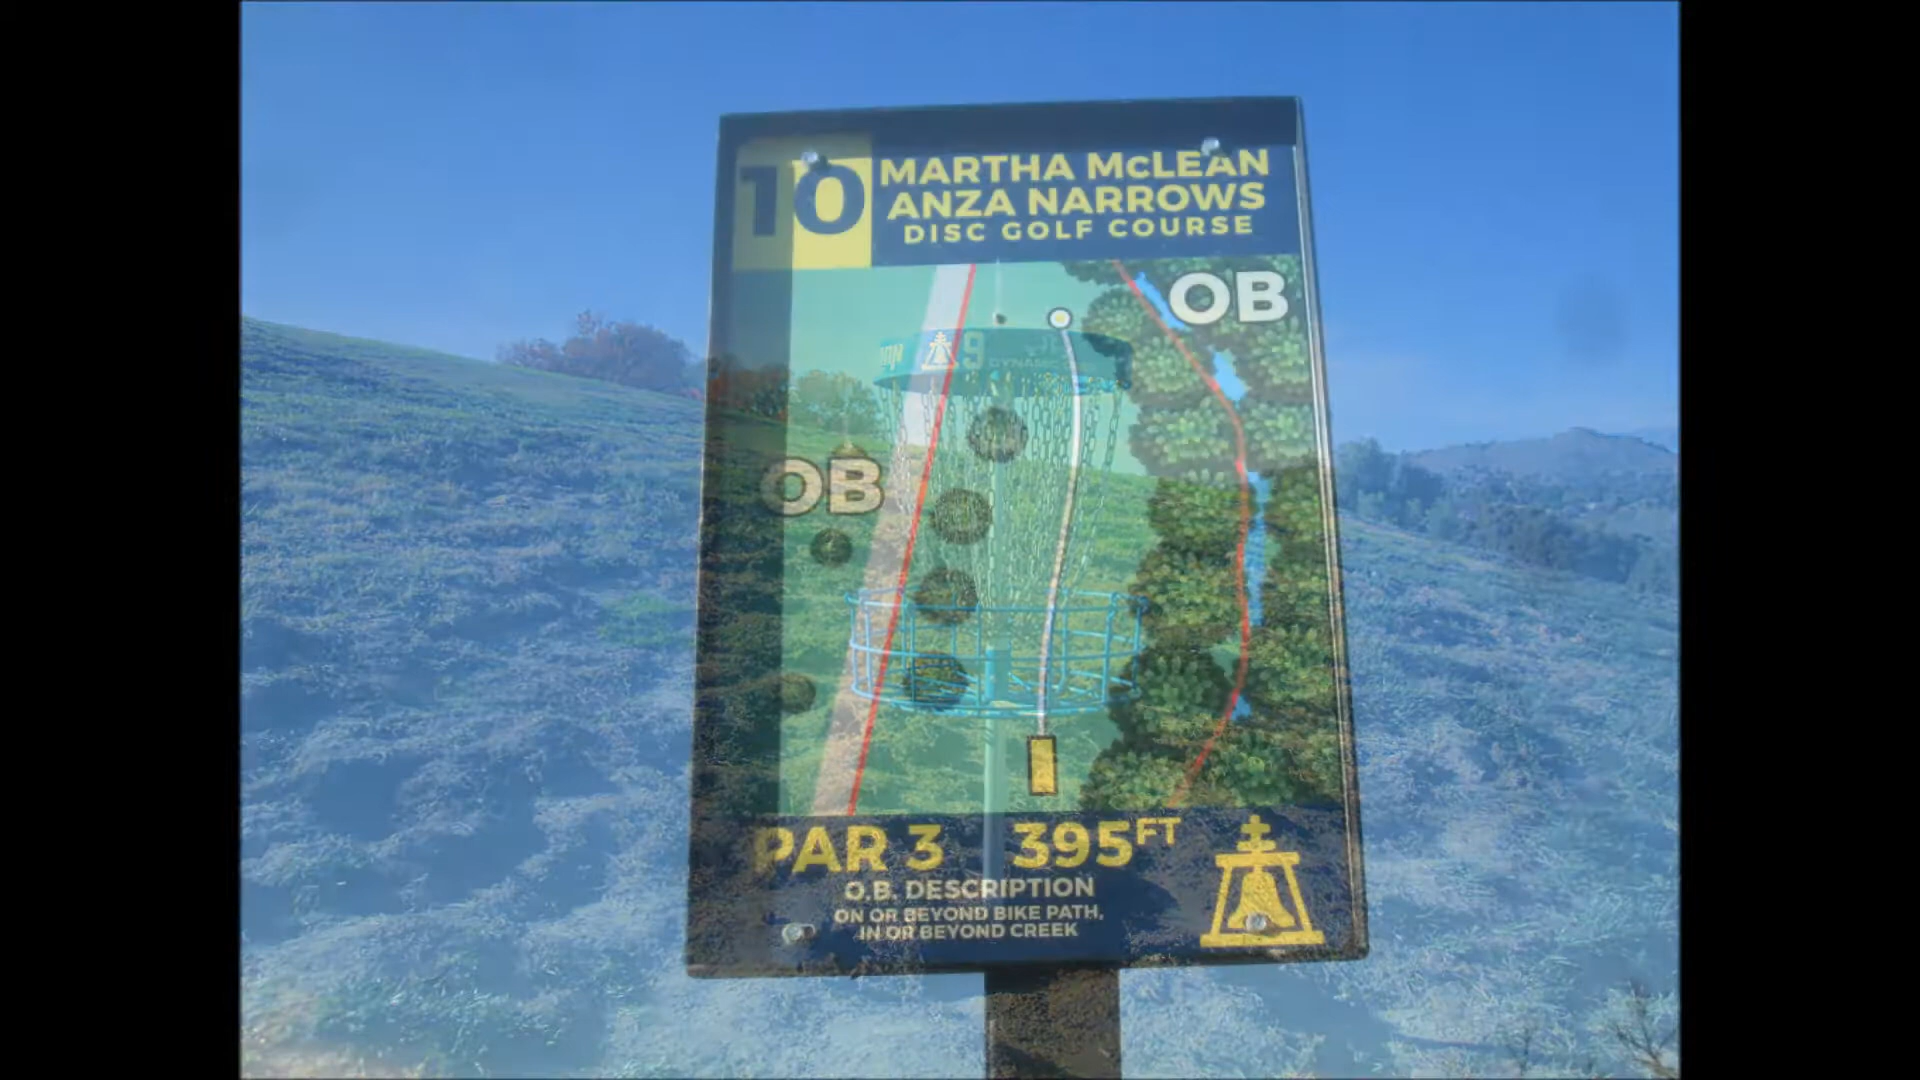 10
MARTHA McLEAN
ANZA NARROWS
DISC GOLF COURSE
OB
9
OB
PAR 3 395FT
O.B. DESCRIPTION
ON OR BEYOND BIKE PATH,
IN OR BEYOND CREEK